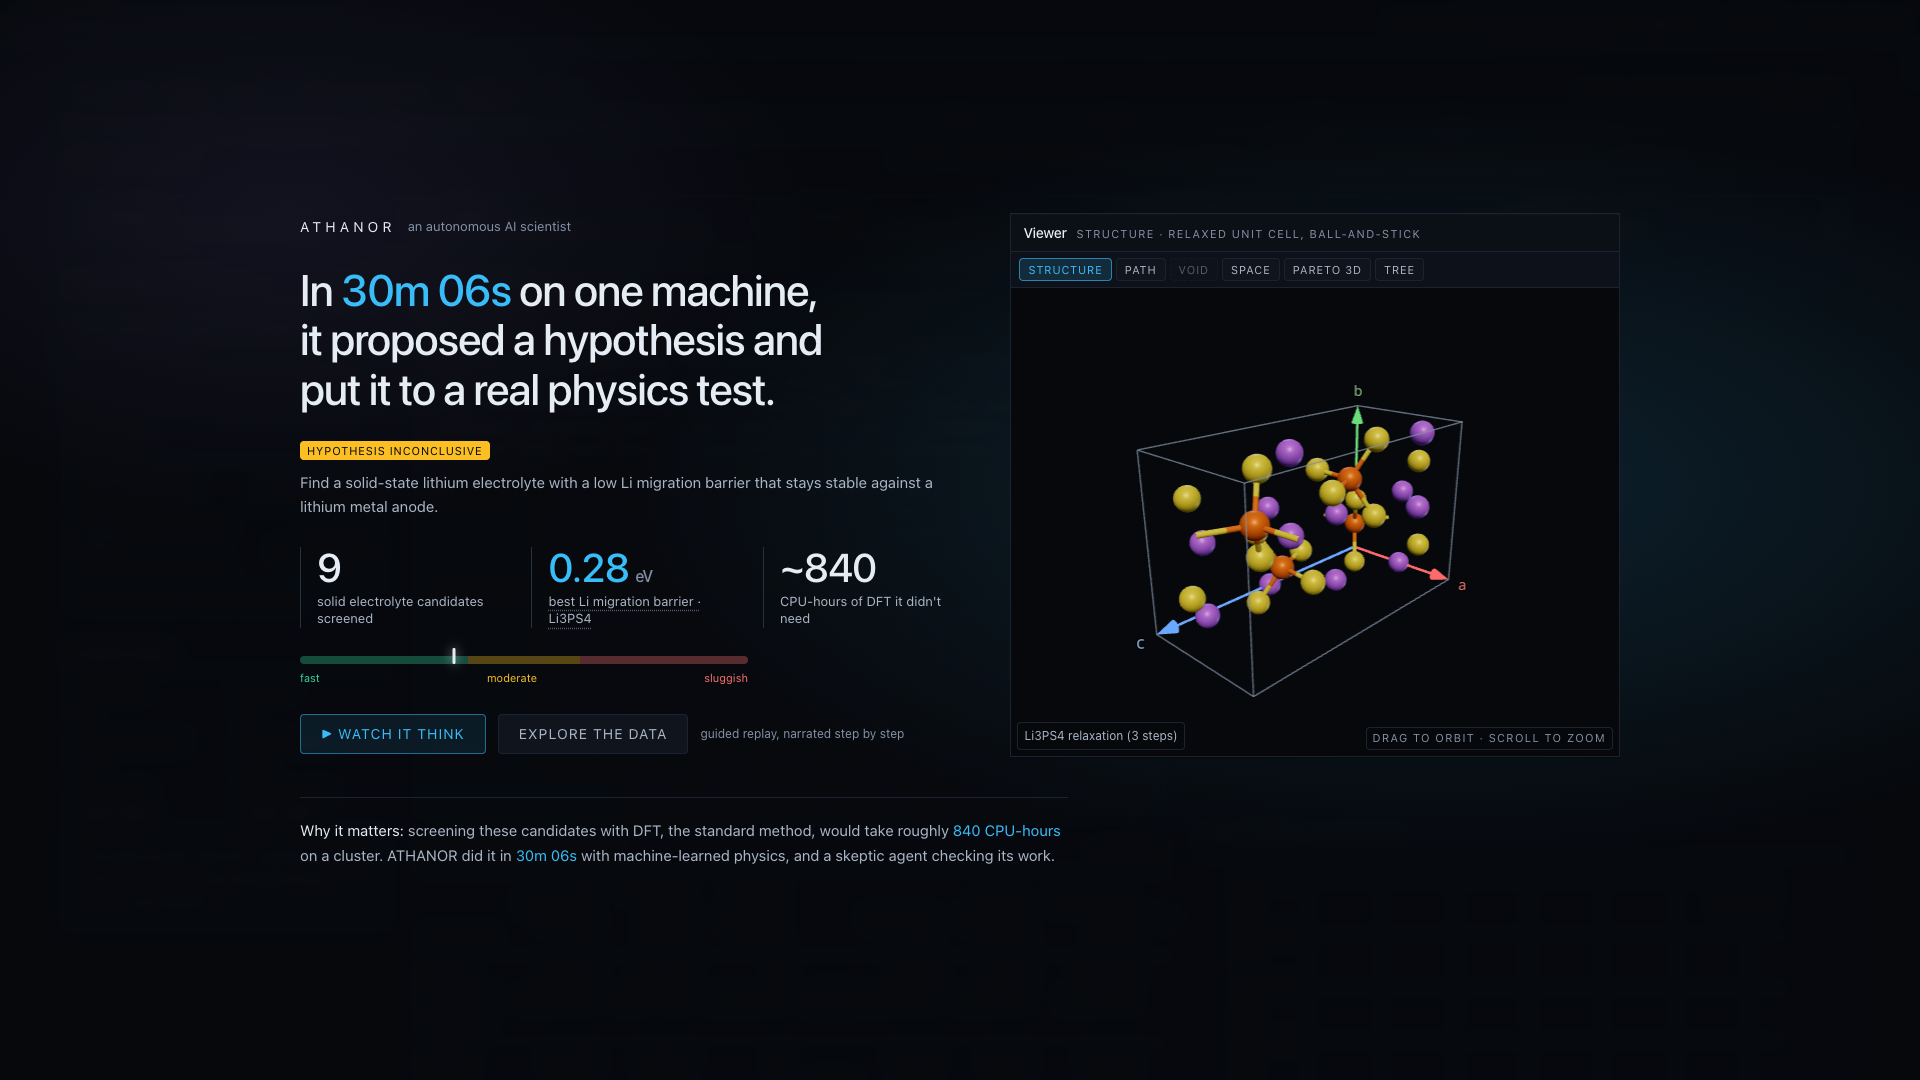 ATHANOR an autonomous AI scientist
In 30m 06s on one machine,
it proposed a hypothesis and
put it to a real physics test.
HYPOTHESIS INCONCLUSIVE
Find a solid-state lithium electrolyte with a low Li migration barrier that stays stable against a
lithium metal anode.
9
solid electrolyte candidates
screened
0.28 eV
best Li migration barrier ·
Li3PS4
~840
CPU-hours of DFT it didn't
need
fast moderate sluggish
▶ WATCH IT THINK
EXPLORE THE DATA
guided replay, narrated step by step
Viewer STRUCTURE · RELAXED UNIT CELL, BALL-AND-STICK
STRUCTURE PATH VOID SPACE PARETO 3D TREE
b
a
c
Li3PS4 relaxation (3 steps)
DRAG TO ORBIT · SCROLL TO ZOOM
Why it matters: screening these candidates with DFT, the standard method, would take roughly 840 CPU-hours
on a cluster. ATHANOR did it in 30m 06s with machine-learned physics, and a skeptic agent checking its work.